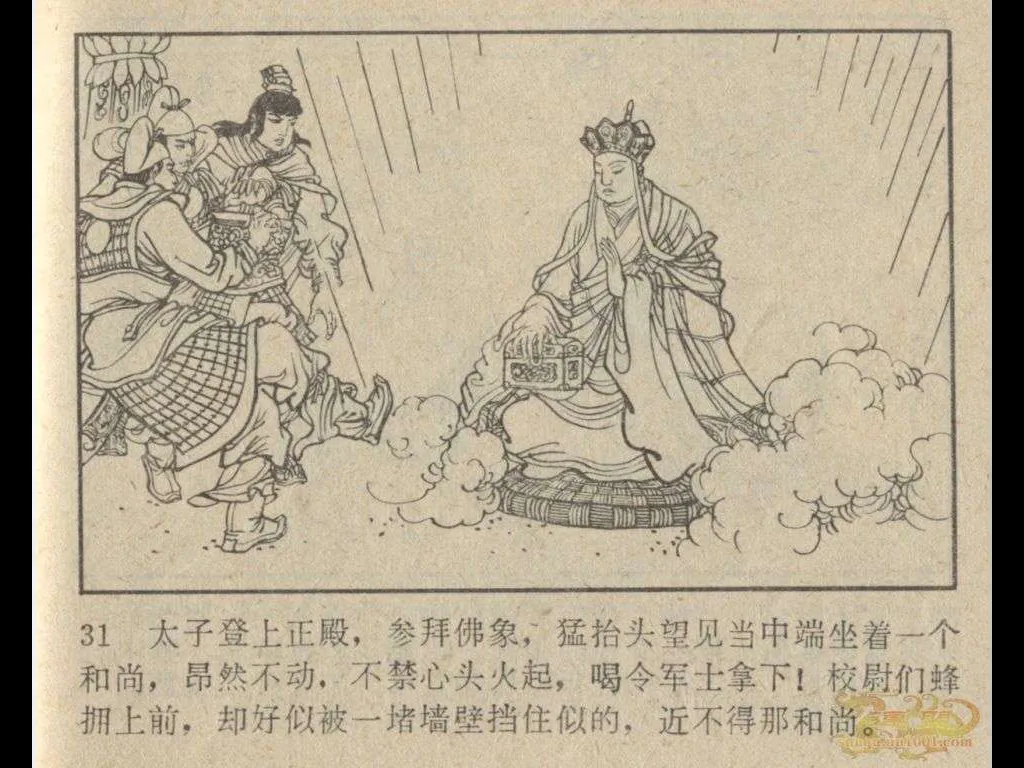 31 太子登上正殿，参拜佛象，猛抬头望见当中端坐着一个
和尚，昂然不动，不禁心头火起，喝令军士拿下！校尉们蜂
拥上前，却好似被一堵墙壁挡住似的，近不得那和尚。